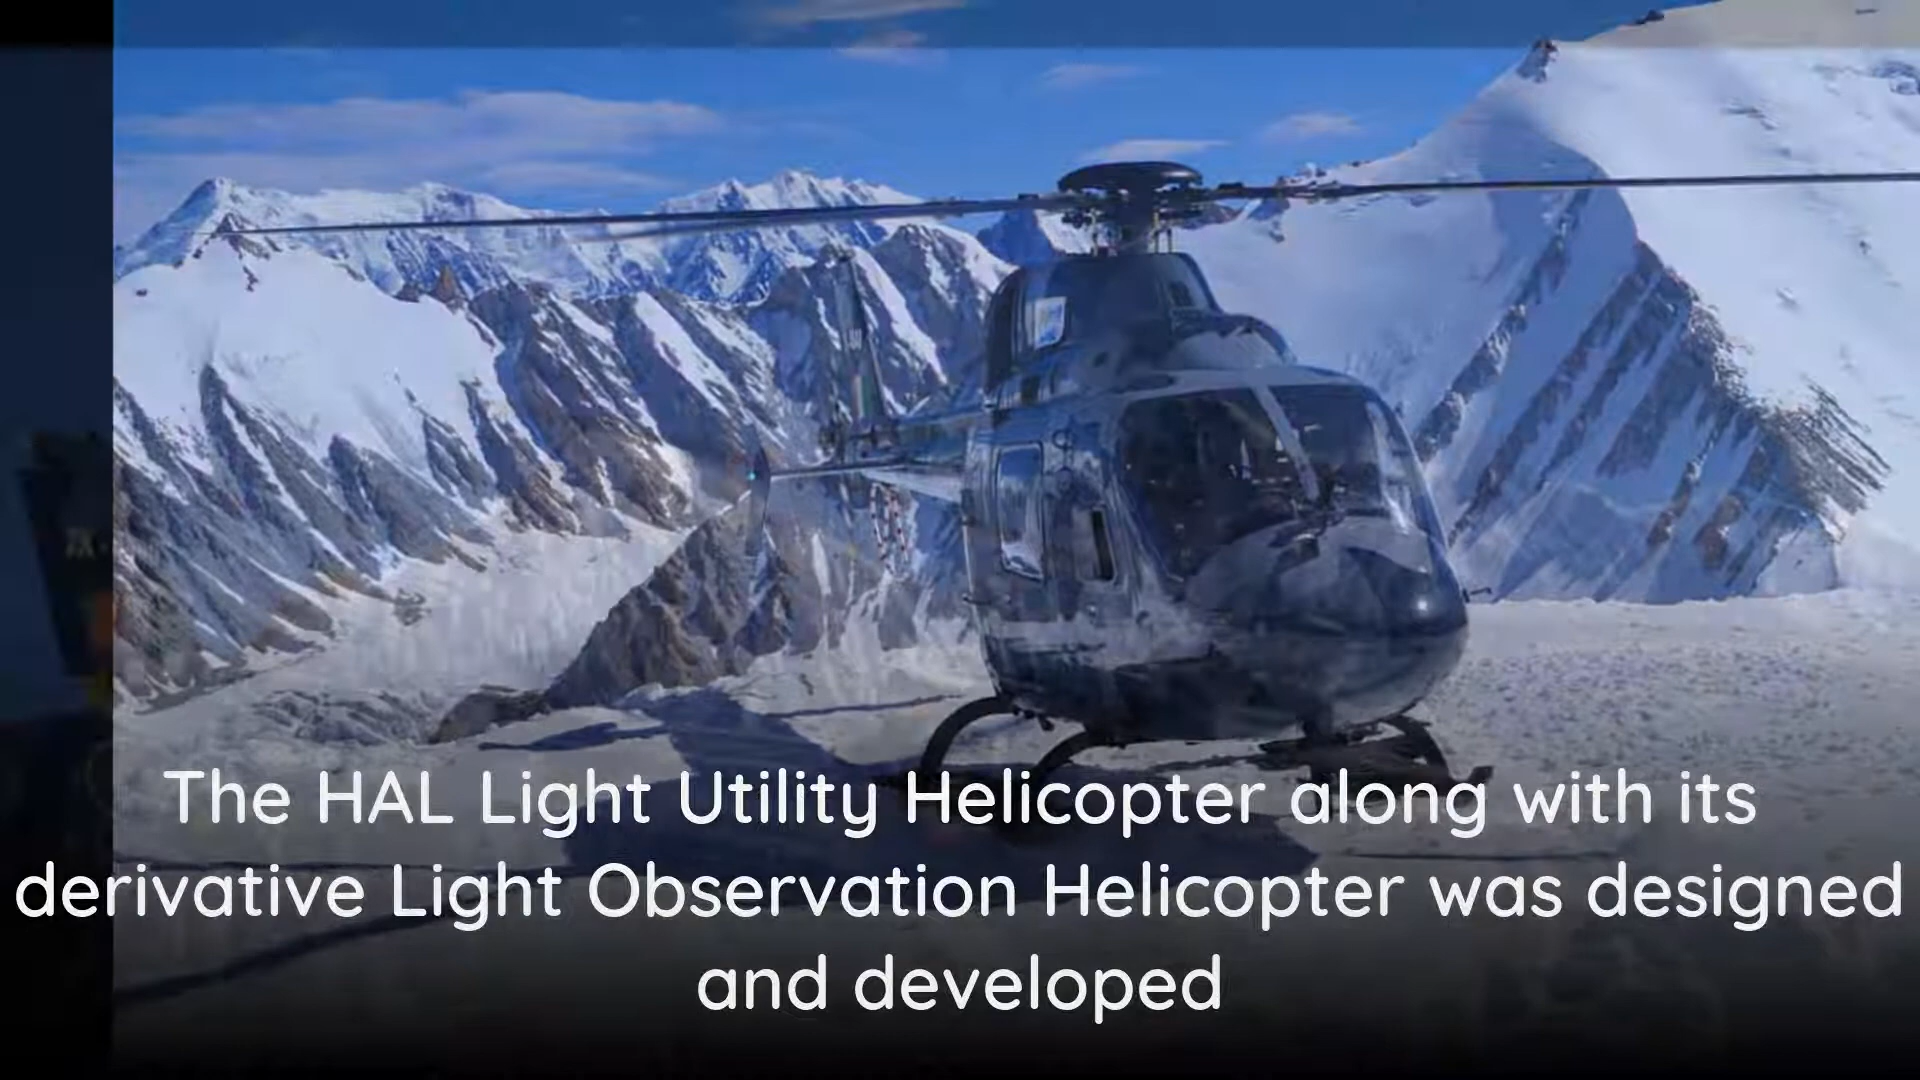 The HAL Light Utility Helicopter along with its
derivative Light Observation Helicopter was designed
and developed